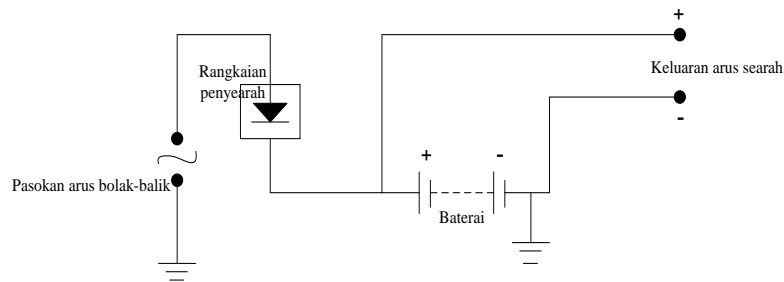 +
Rangkaian
penyearah
Keluaran arus searah
-
+ -
Pasokan arus bolak-balik
Baterai